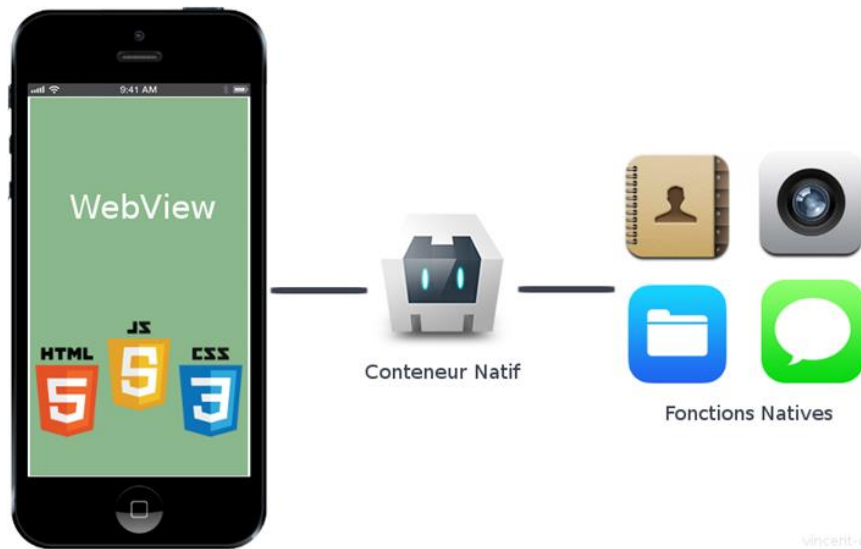 9:41 AM
WebView
JS
HTML
CSS
5
5
3
Conteneur Natif
Fonctions Natives